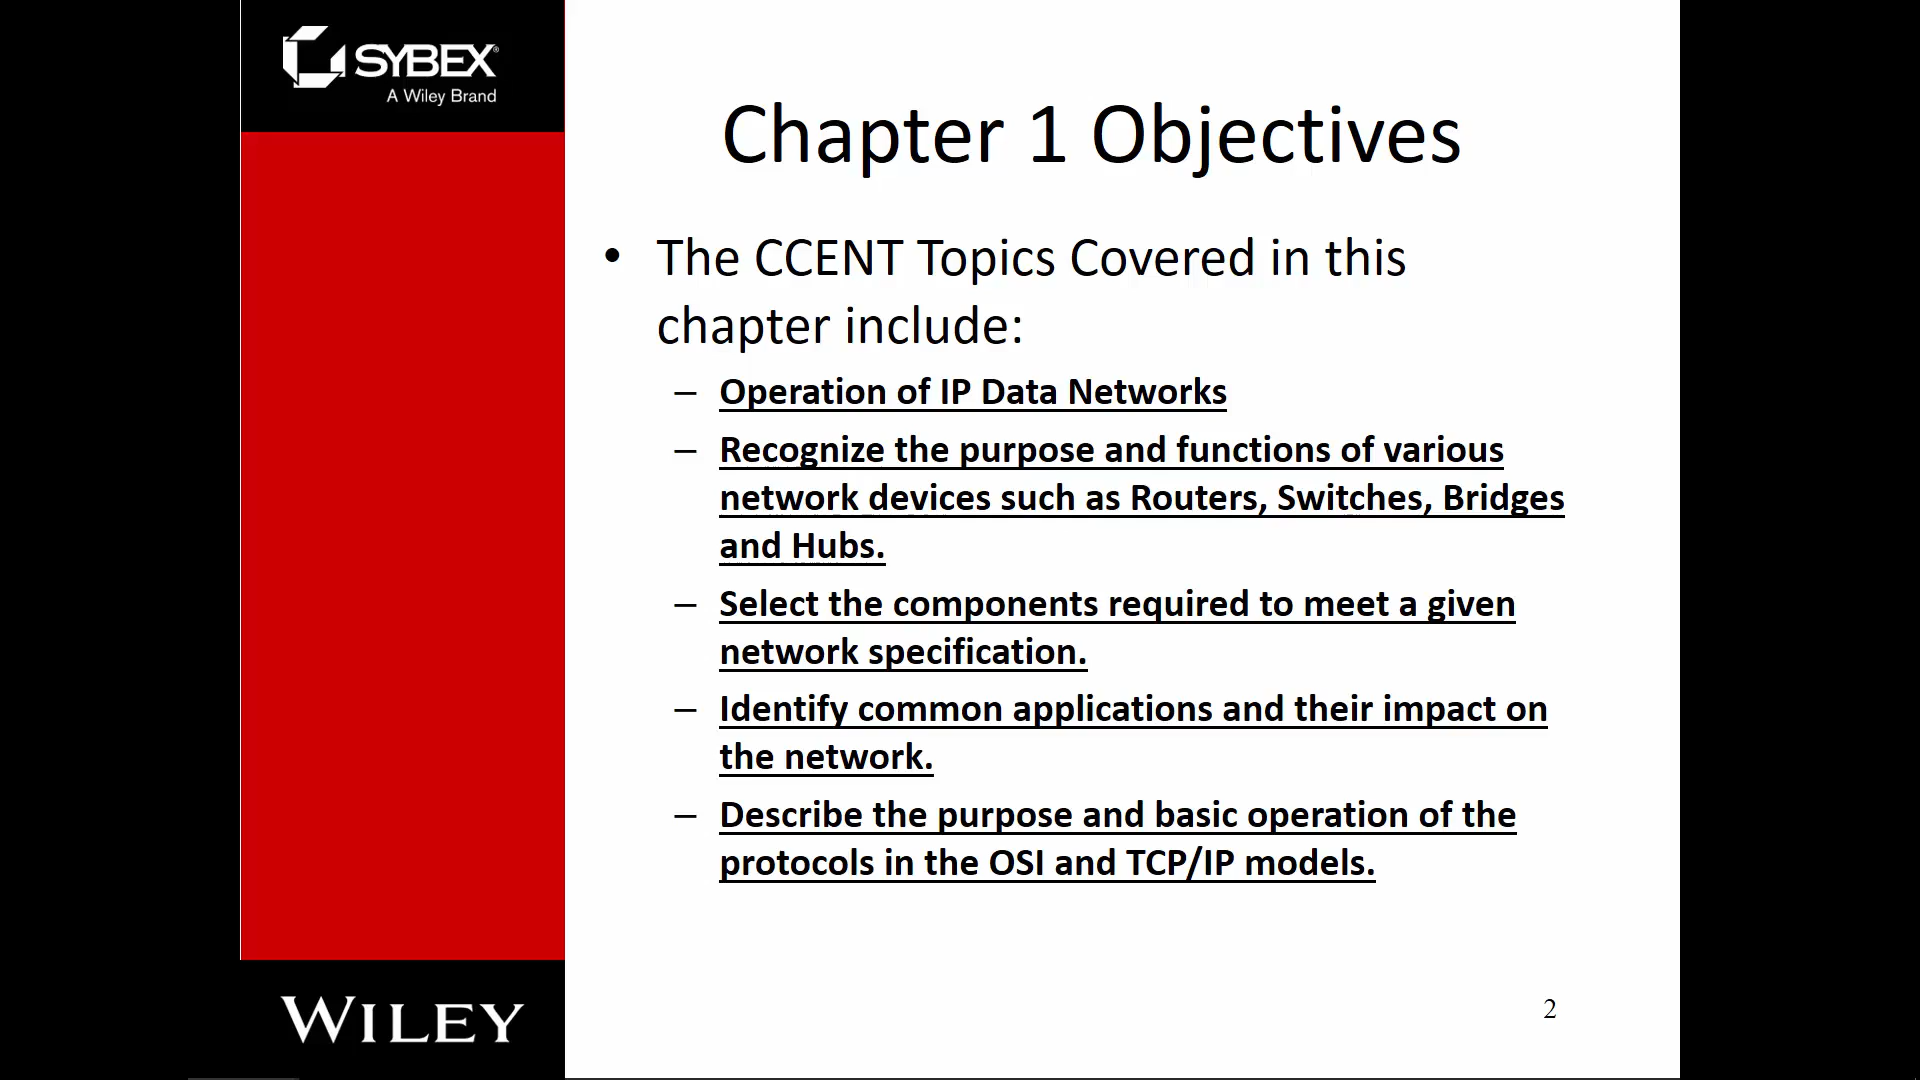 SYBEX®
A Wiley Brand
Chapter 1 Objectives
• The CCENT Topics Covered in this
chapter include:
– Operation of IP Data Networks
– Recognize the purpose and functions of various
network devices such as Routers, Switches, Bridges
and Hubs.
– Select the components required to meet a given
network specification.
– Identify common applications and their impact on
the network.
– Describe the purpose and basic operation of the
protocols in the OSI and TCP/IP models.
WILEY
2